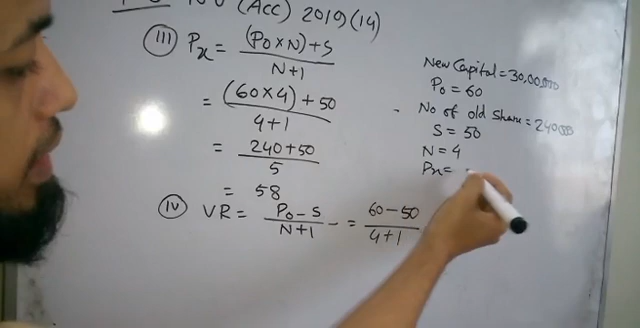 (Acc) 2019 (14)
(III) Px = (P0 × N) + S / N+1
= (60×4) + 50 / 4+1
= 240+50 / 5
= 58
(IV) VR = P0 - S / N+1 = 60-50 / 4+1
New Capital = 30,00,000
P0 = 60
No of old share = 240000
S = 50
N = 4
Px =